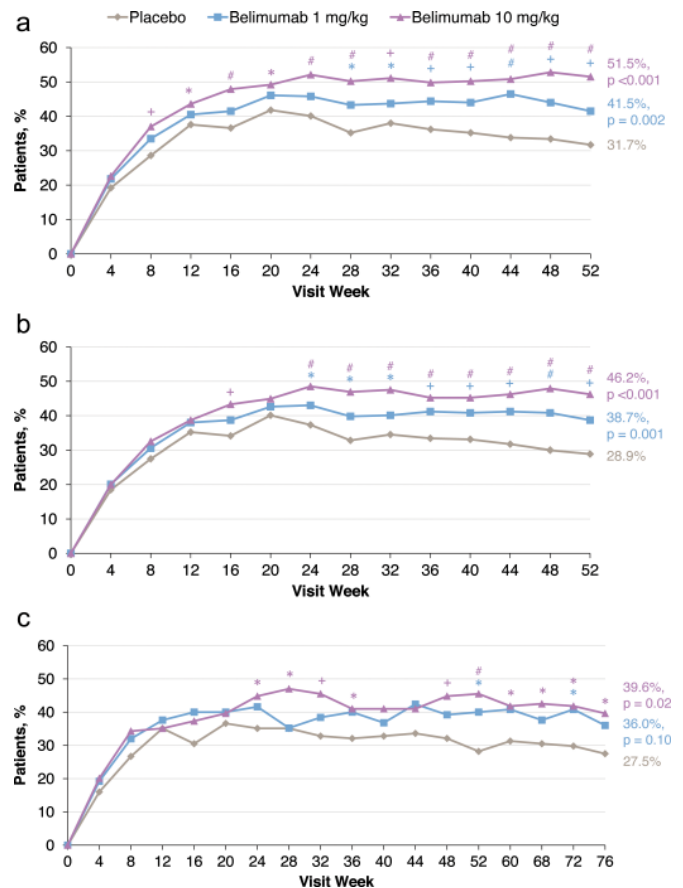 Placebo Belimumab 1 mg/kg Belimumab 10 mg/kg
a
Patients, %
60
50
40
30
20
10
0
+ * # * # # + # # # # #
* * + + # + +
51.5%,
p <0.001
41.5%,
p = 0.002
31.7%
0 4 8 12 16 20 24 28 32 36 40 44 48 52
Visit Week
b
Patients, %
60
50
40
30
20
10
0
+ # # # # # # # #
* * * + + + # +
46.2%,
p <0.001
38.7%,
p = 0.001
28.9%
0 4 8 12 16 20 24 28 32 36 40 44 48 52
Visit Week
c
Patients, %
60
50
40
30
20
10
0
* * + * + # * * * *
* *
39.6%,
p = 0.02
36.0%,
p = 0.10
27.5%
0 4 8 12 16 20 24 28 32 36 40 44 48 52 60 68 72 76
Visit Week